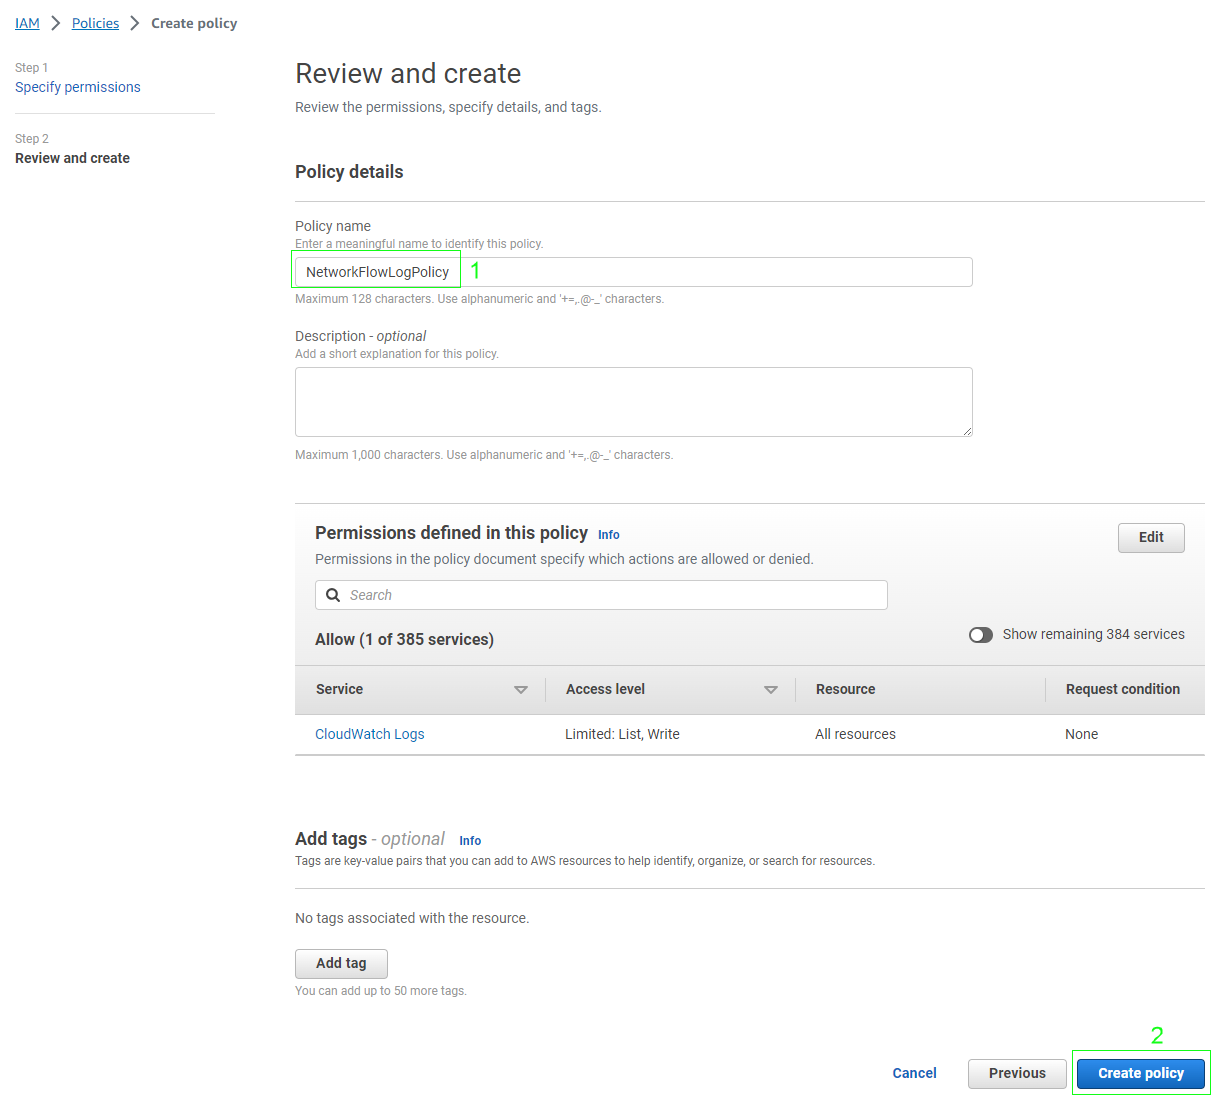 IAM > Policies > Create policy
Step 1
Specify permissions
Step 2
Review and create
Review and create
Review the permissions, specify details, and tags.
Policy details
Policy name
Enter a meaningful name to identify this policy.
NetworkFlowLogPolicy 1
Maximum 128 characters. Use alphanumeric and '+=,.@-_' characters.
Description - optional
Add a short explanation for this policy.
Maximum 1,000 characters. Use alphanumeric and '+=,.@-_' characters.
Permissions defined in this policy Info
Edit
Permissions in the policy document specify which actions are allowed or denied.
Search
Allow (1 of 385 services)
Show remaining 384 services
Service Access level Resource Request condition
CloudWatch Logs Limited: List, Write All resources None
Add tags - optional Info
Tags are key-value pairs that you can add to AWS resources to help identify, organize, or search for resources.
No tags associated with the resource.
Add tag
You can add up to 50 more tags.
2
Cancel Previous Create policy